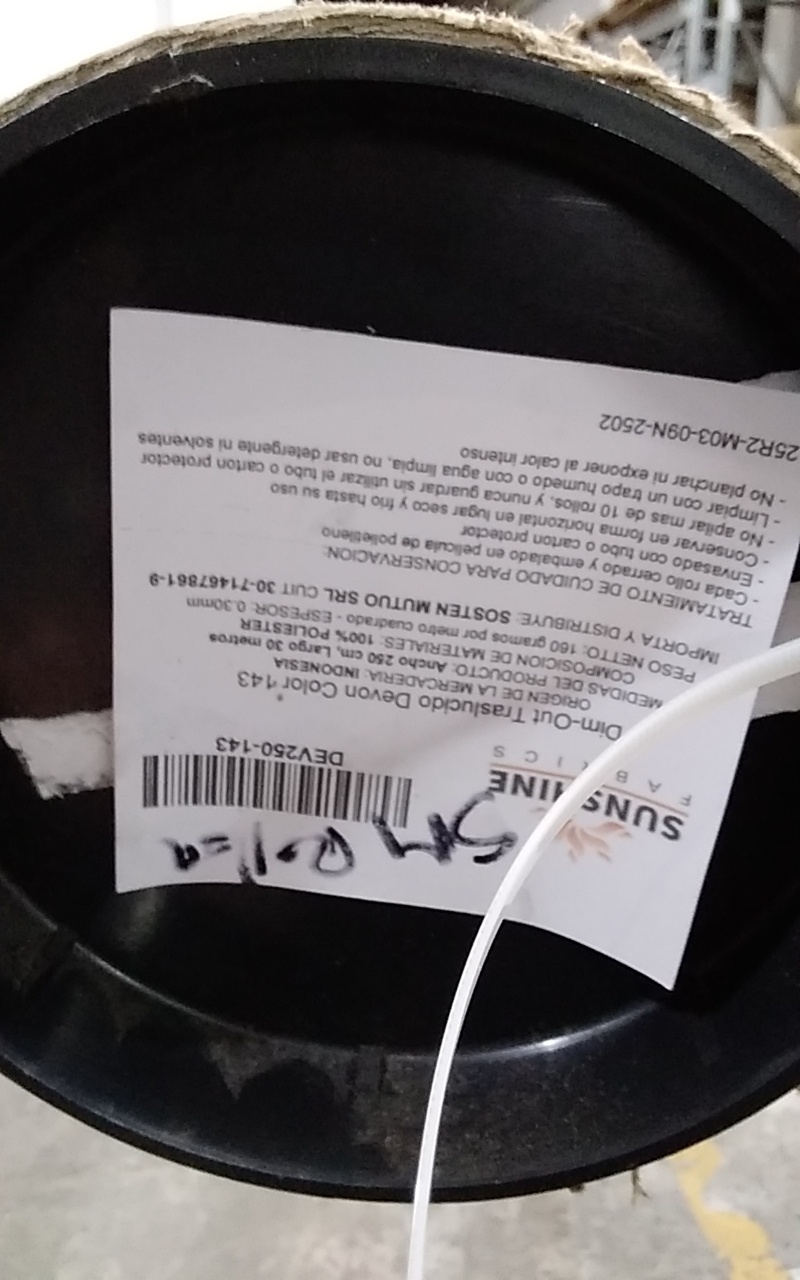 SUNSHINE
FABRICS
DEV250-143
Dim-Out Traslucido Devon Color 143
ORIGEN DE LA MERCADERIA: INDONESIA
MEDIDAS DEL PRODUCTO: Ancho 250 cm, Largo 30 metros
COMPOSICION DE MATERIALES: 100% POLIESTER
PESO NETTO: 160 gramos por metro cuadrado - ESPESOR: 0.30mm
IMPORTA Y DISTRIBUYE: SOSTEN MUTUO SRL CUIT 30-71467861-9
TRATAMIENTO DE CUIDADO PARA CONSERVACION:
- Cada rollo cerrado y embalado en pelicula de polietileno
- Envasado con tubo o carton protector
- Conservar en forma horizontal en lugar seco y frio hasta su uso
- No apilar mas de 10 rollos, y nunca guardar sin utilizar el tubo o carton protector
- Limpiar con un trapo humedo o con agua limpia, no usar detergente ni solventes
- No planchar ni exponer al calor intenso
25R2-M03-09N-2502